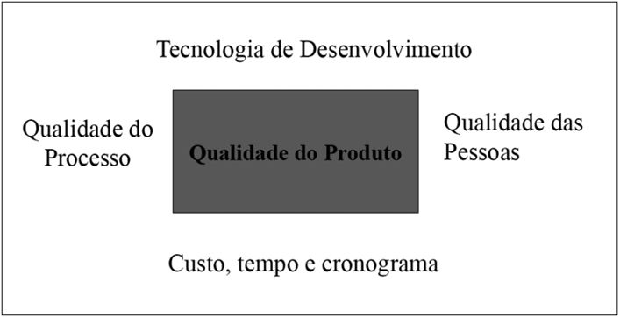 Tecnologia de Desenvolvimento
Qualidade do
Processo
Qualidade do Produto
Qualidade das
Pessoas
Custo, tempo e cronograma